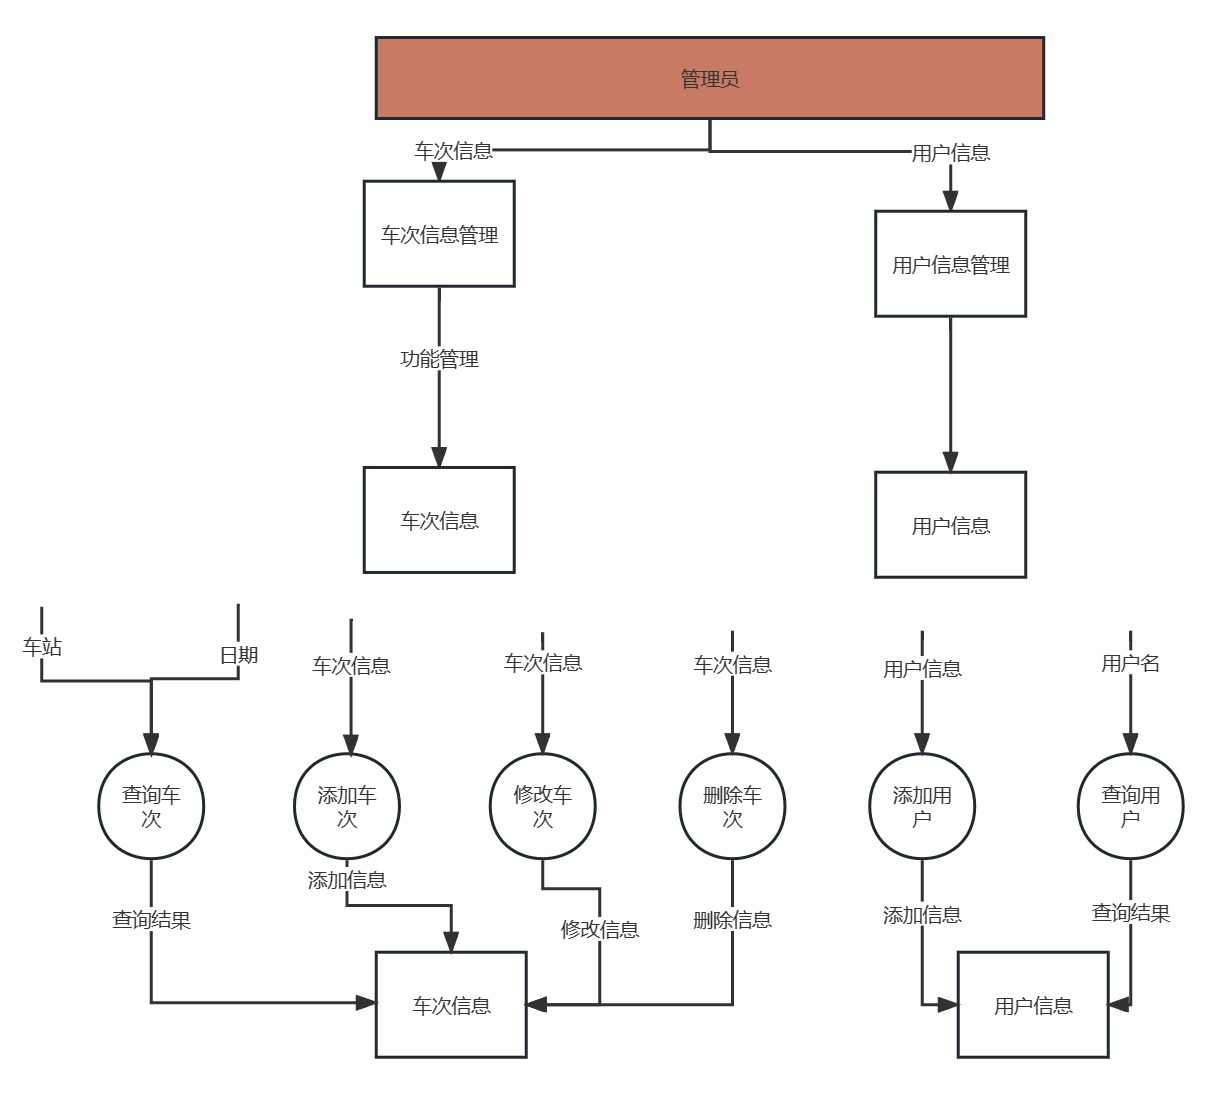 管理员
车次信息
用户信息
车次信息管理
用户信息管理
功能管理
车次信息
用户信息
车站
日期
车次信息
车次信息
车次信息
用户信息
用户名
查询车
次
添加车
次
修改车
次
删除车
次
添加用
户
查询用
户
查询结果
添加信息
修改信息
删除信息
添加信息
查询结果
车次信息
用户信息